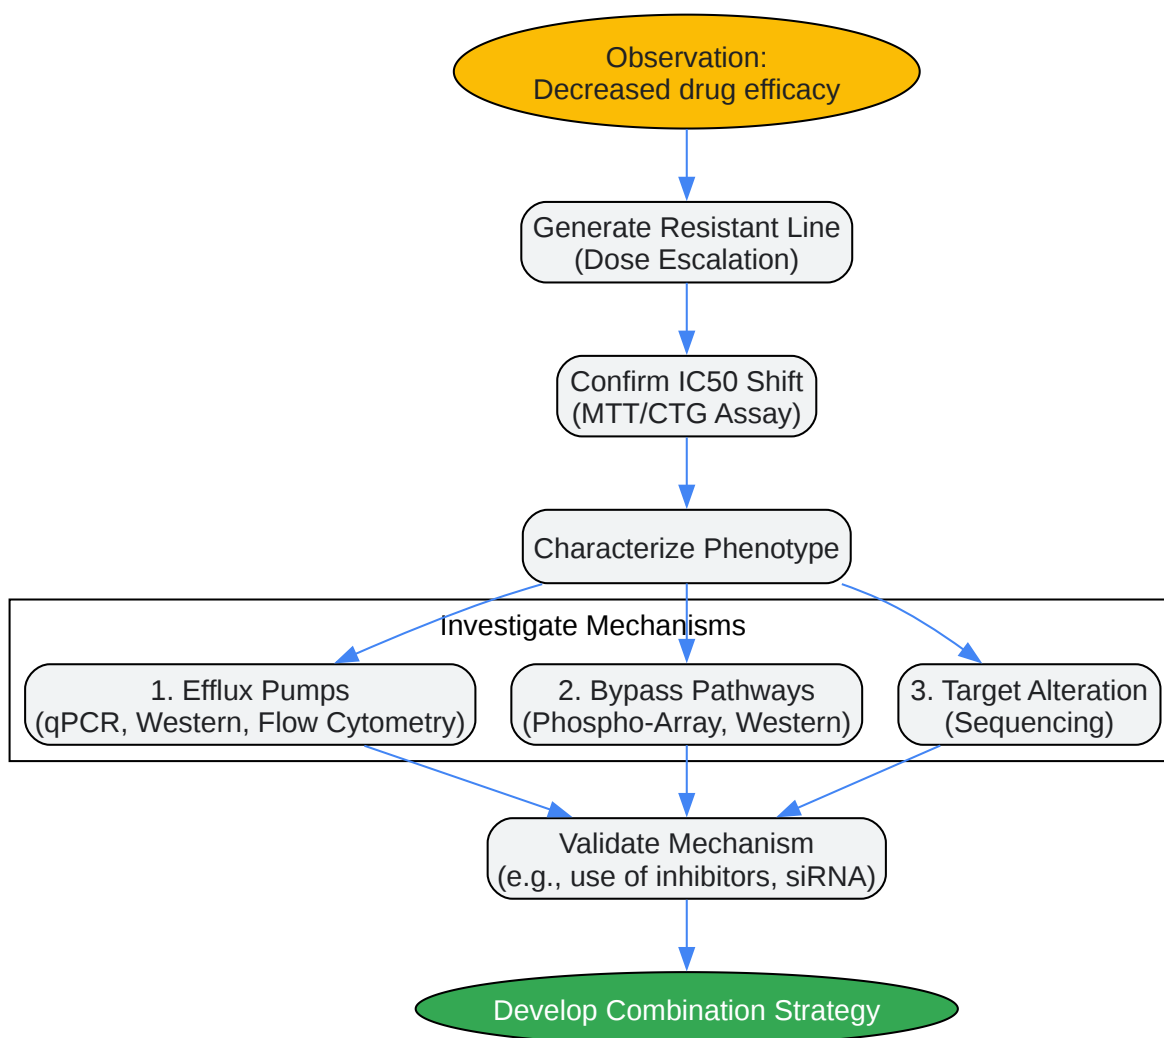 Observation:
Decreased drug efficacy
Generate Resistant Line
(Dose Escalation)
Confirm IC50 Shift
(MTT/CTG Assay)
Characterize Phenotype
Investigate Mechanisms
1. Efflux Pumps
(qPCR, Western, Flow Cytometry)
2. Bypass Pathways
(Phospho-Array, Western)
3. Target Alteration
(Sequencing)
Validate Mechanism
(e.g., use of inhibitors, siRNA)
Develop Combination Strategy